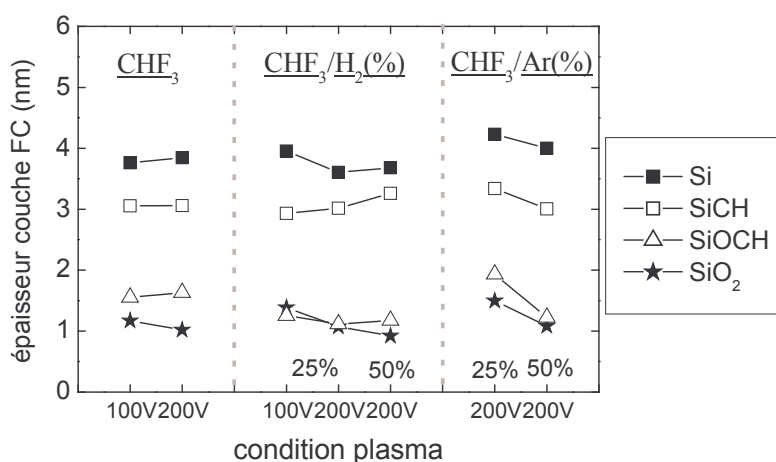 CHF₃ CHF₃/H₂(%) CHF₃/Ar(%)
6
5
4
3
2
1
0
épaisseur couche FC (nm)
Si
SiCH
SiOCH
SiO₂
25% 50% 25% 50%
100V200V 100V200V200V 200V200V
condition plasma